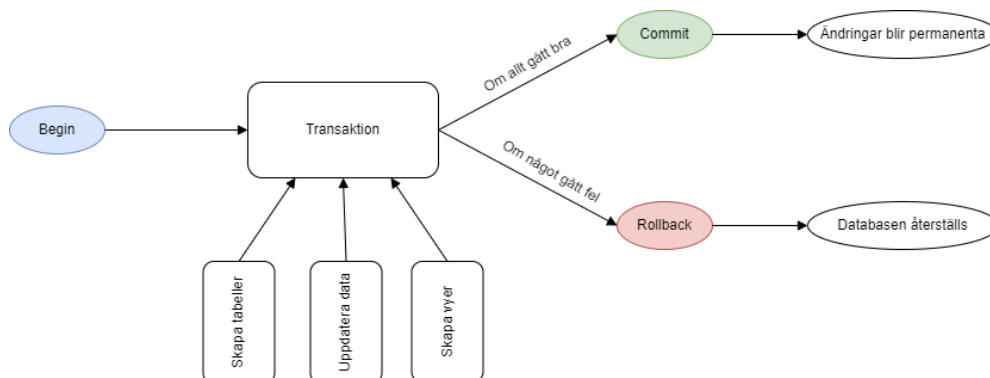 Begin
Transaktion
Om allt gått bra
Commit
Ändringar blir permanenta
Om något gått fel
Rollback
Databasen återställs
Skapa tabeller
Uppdatera data
Skapa vyer